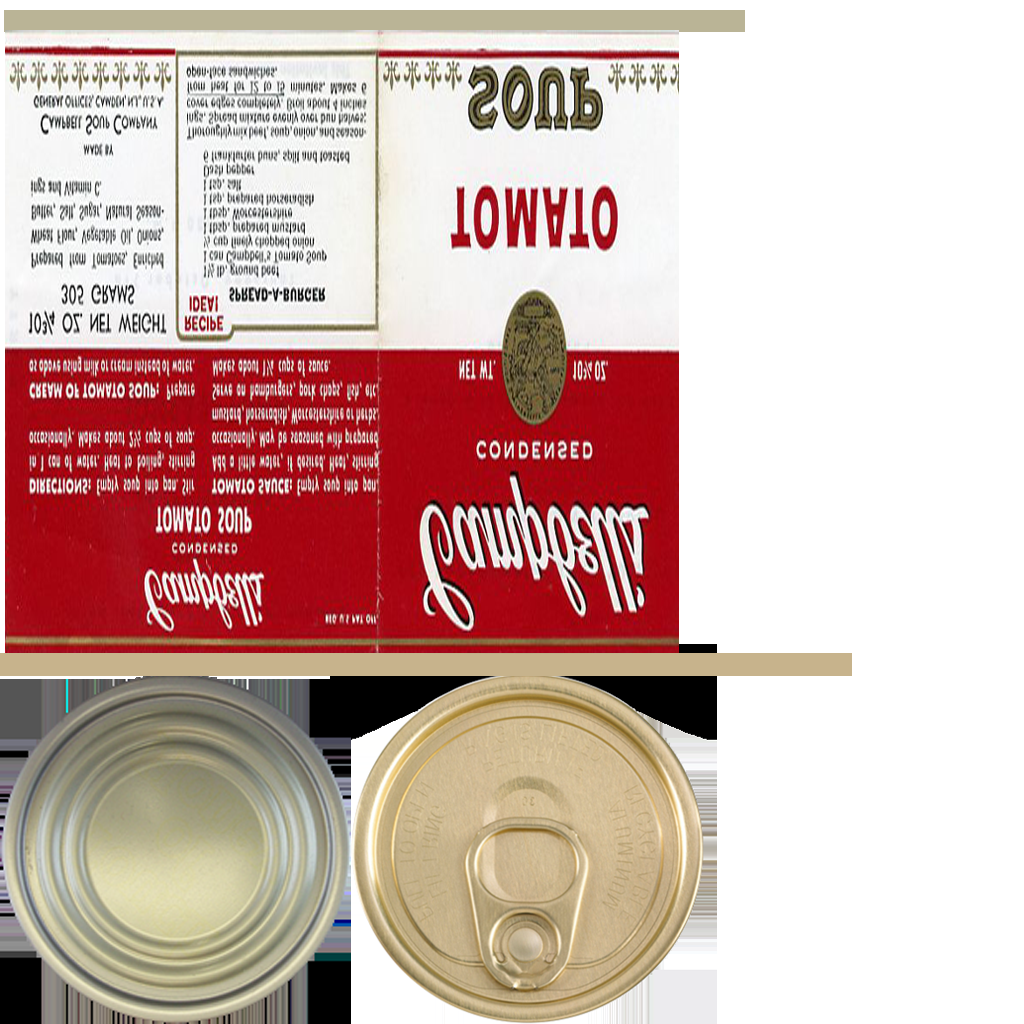 Campbell's
CONDENSED
TOMATO SOUP
REG. U.S. PAT. OFF.
DIRECTIONS: Empty soup into pan. Stir
in 1 can of water. Heat to boiling, stirring
occasionally. Makes about 2½ cups of soup.
CREAM OF TOMATO SOUP: Prepare
as above using milk or cream instead of water.
TOMATO SAUCE: Empty soup into pan.
Add a little water, if desired. Heat, stirring
occasionally. May be seasoned with prepared
mustard, horseradish, Worcestershire or herbs.
Serve on hamburgers, pork chops, fish, etc.
Makes about 1¼ cups of sauce.
10¾ OZ. NET WEIGHT
305 GRAMS
Prepared from Tomatoes, Enriched
Wheat Flour, Vegetable Oil, Onions,
Butter, Salt, Sugar, Natural Season-
ings and Vitamin C.
MADE BY
CAMPBELL SOUP COMPANY
GENERAL OFFICES, CAMDEN, N.J., U.S.A.
RECIPE
IDEA!
SPREAD-A-BURGER
1½ lb. ground beef
1 can Campbell's Tomato Soup
⅓ cup finely chopped onion
1 tbsp. prepared mustard
1 tbsp. Worcestershire
1 tsp. prepared horseradish
1 tsp. salt
Dash pepper
6 frankfurter buns, split and toasted
Thoroughly mix beef, soup, onion, and season-
ings. Spread mixture evenly over bun halves;
cover edges completely. Broil about 4 inches
from heat for 12 to 15 minutes. Makes 6
open-face sandwiches.
Campbell's
CONDENSED
NET WT. 10¾ OZ.
TOMATO
SOUP